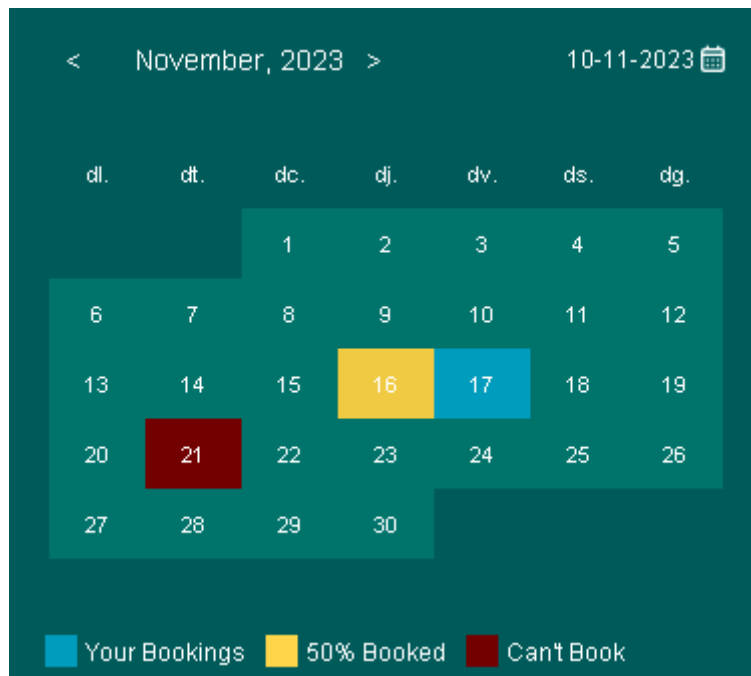 < November, 2023 > 10-11-2023
dl. dt. dc. dj. dv. ds. dg.
1 2 3 4 5
6 7 8 9 10 11 12
13 14 15 16 17 18 19
20 21 22 23 24 25 26
27 28 29 30
Your Bookings 50% Booked Can't Book